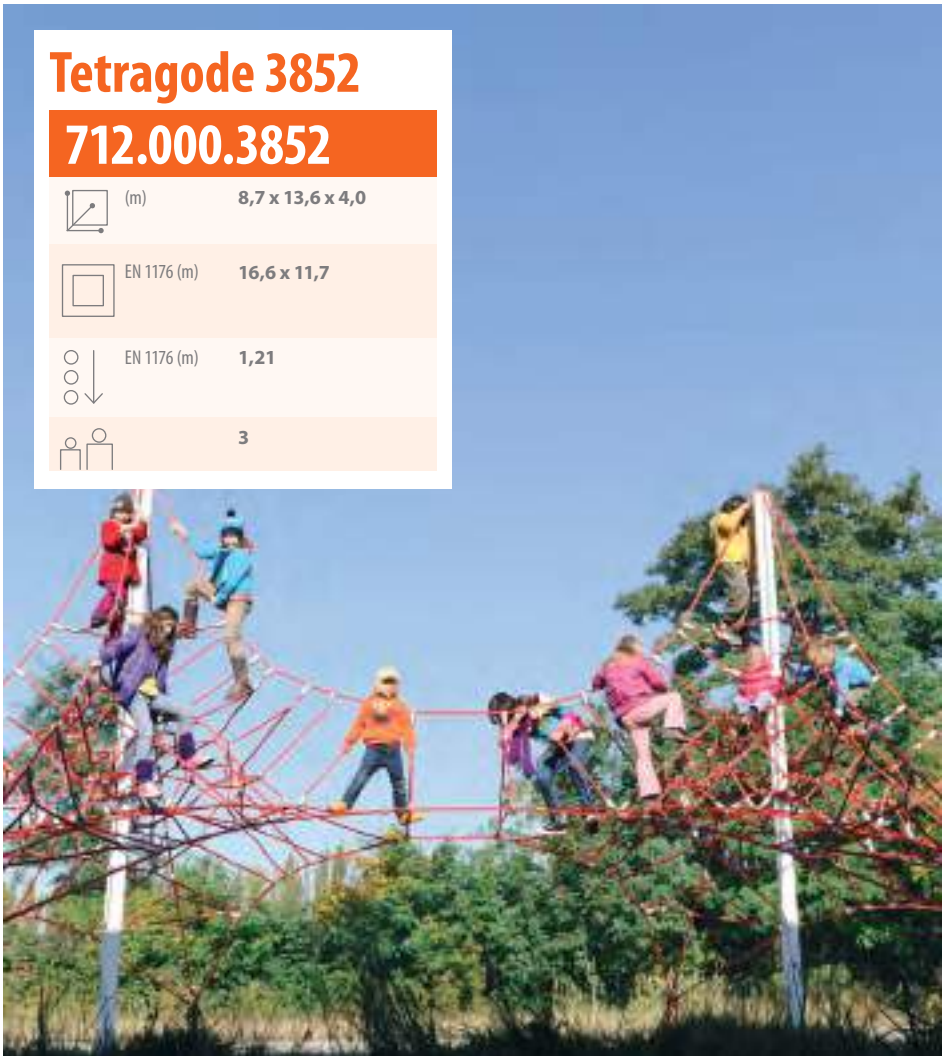 Tetragode 3852
712.000.3852
(m) 8,7 x 13,6 x 4,0
EN 1176 (m) 16,6 x 11,7
EN 1176 (m) 1,21
3